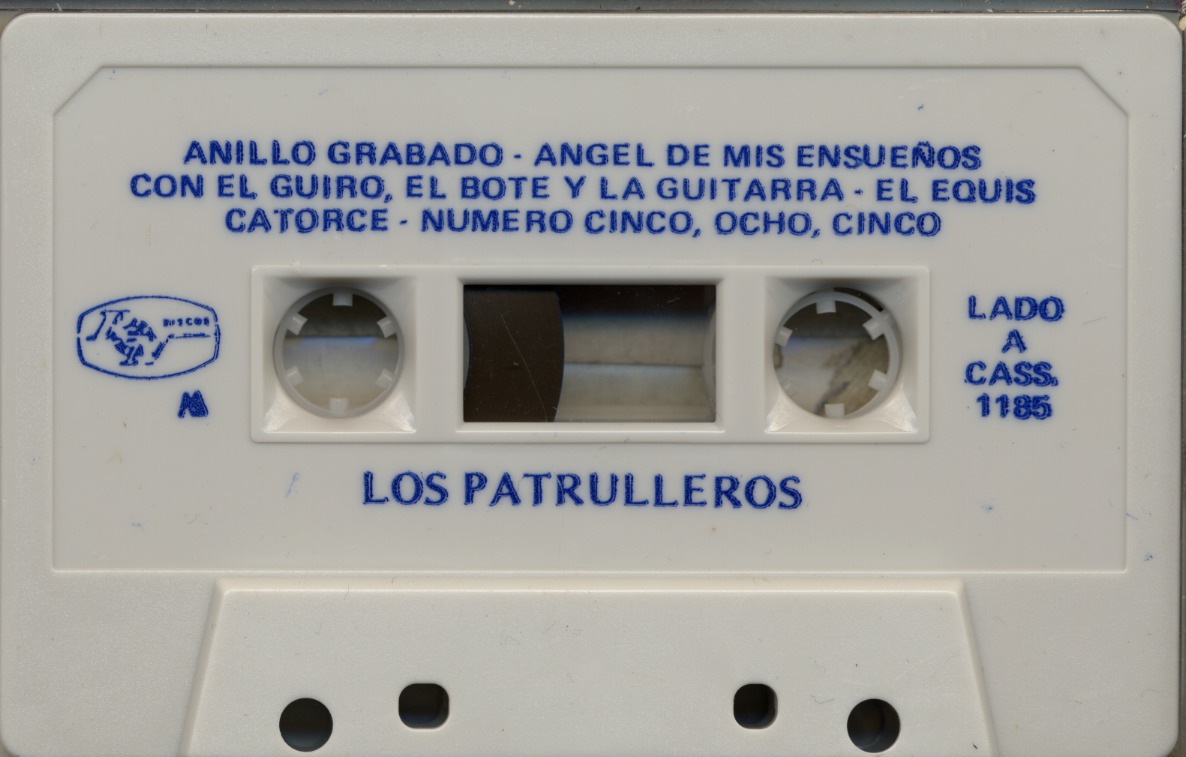 ANILLO GRABADO - ANGEL DE MIS ENSUEÑOS
CON EL GUIRO, EL BOTE Y LA GUITARRA - EL EQUIS
CATORCE - NUMERO CINCO, OCHO, CINCO
DISCOS
LADO
A
CASS.
1185
LOS PATRULLEROS